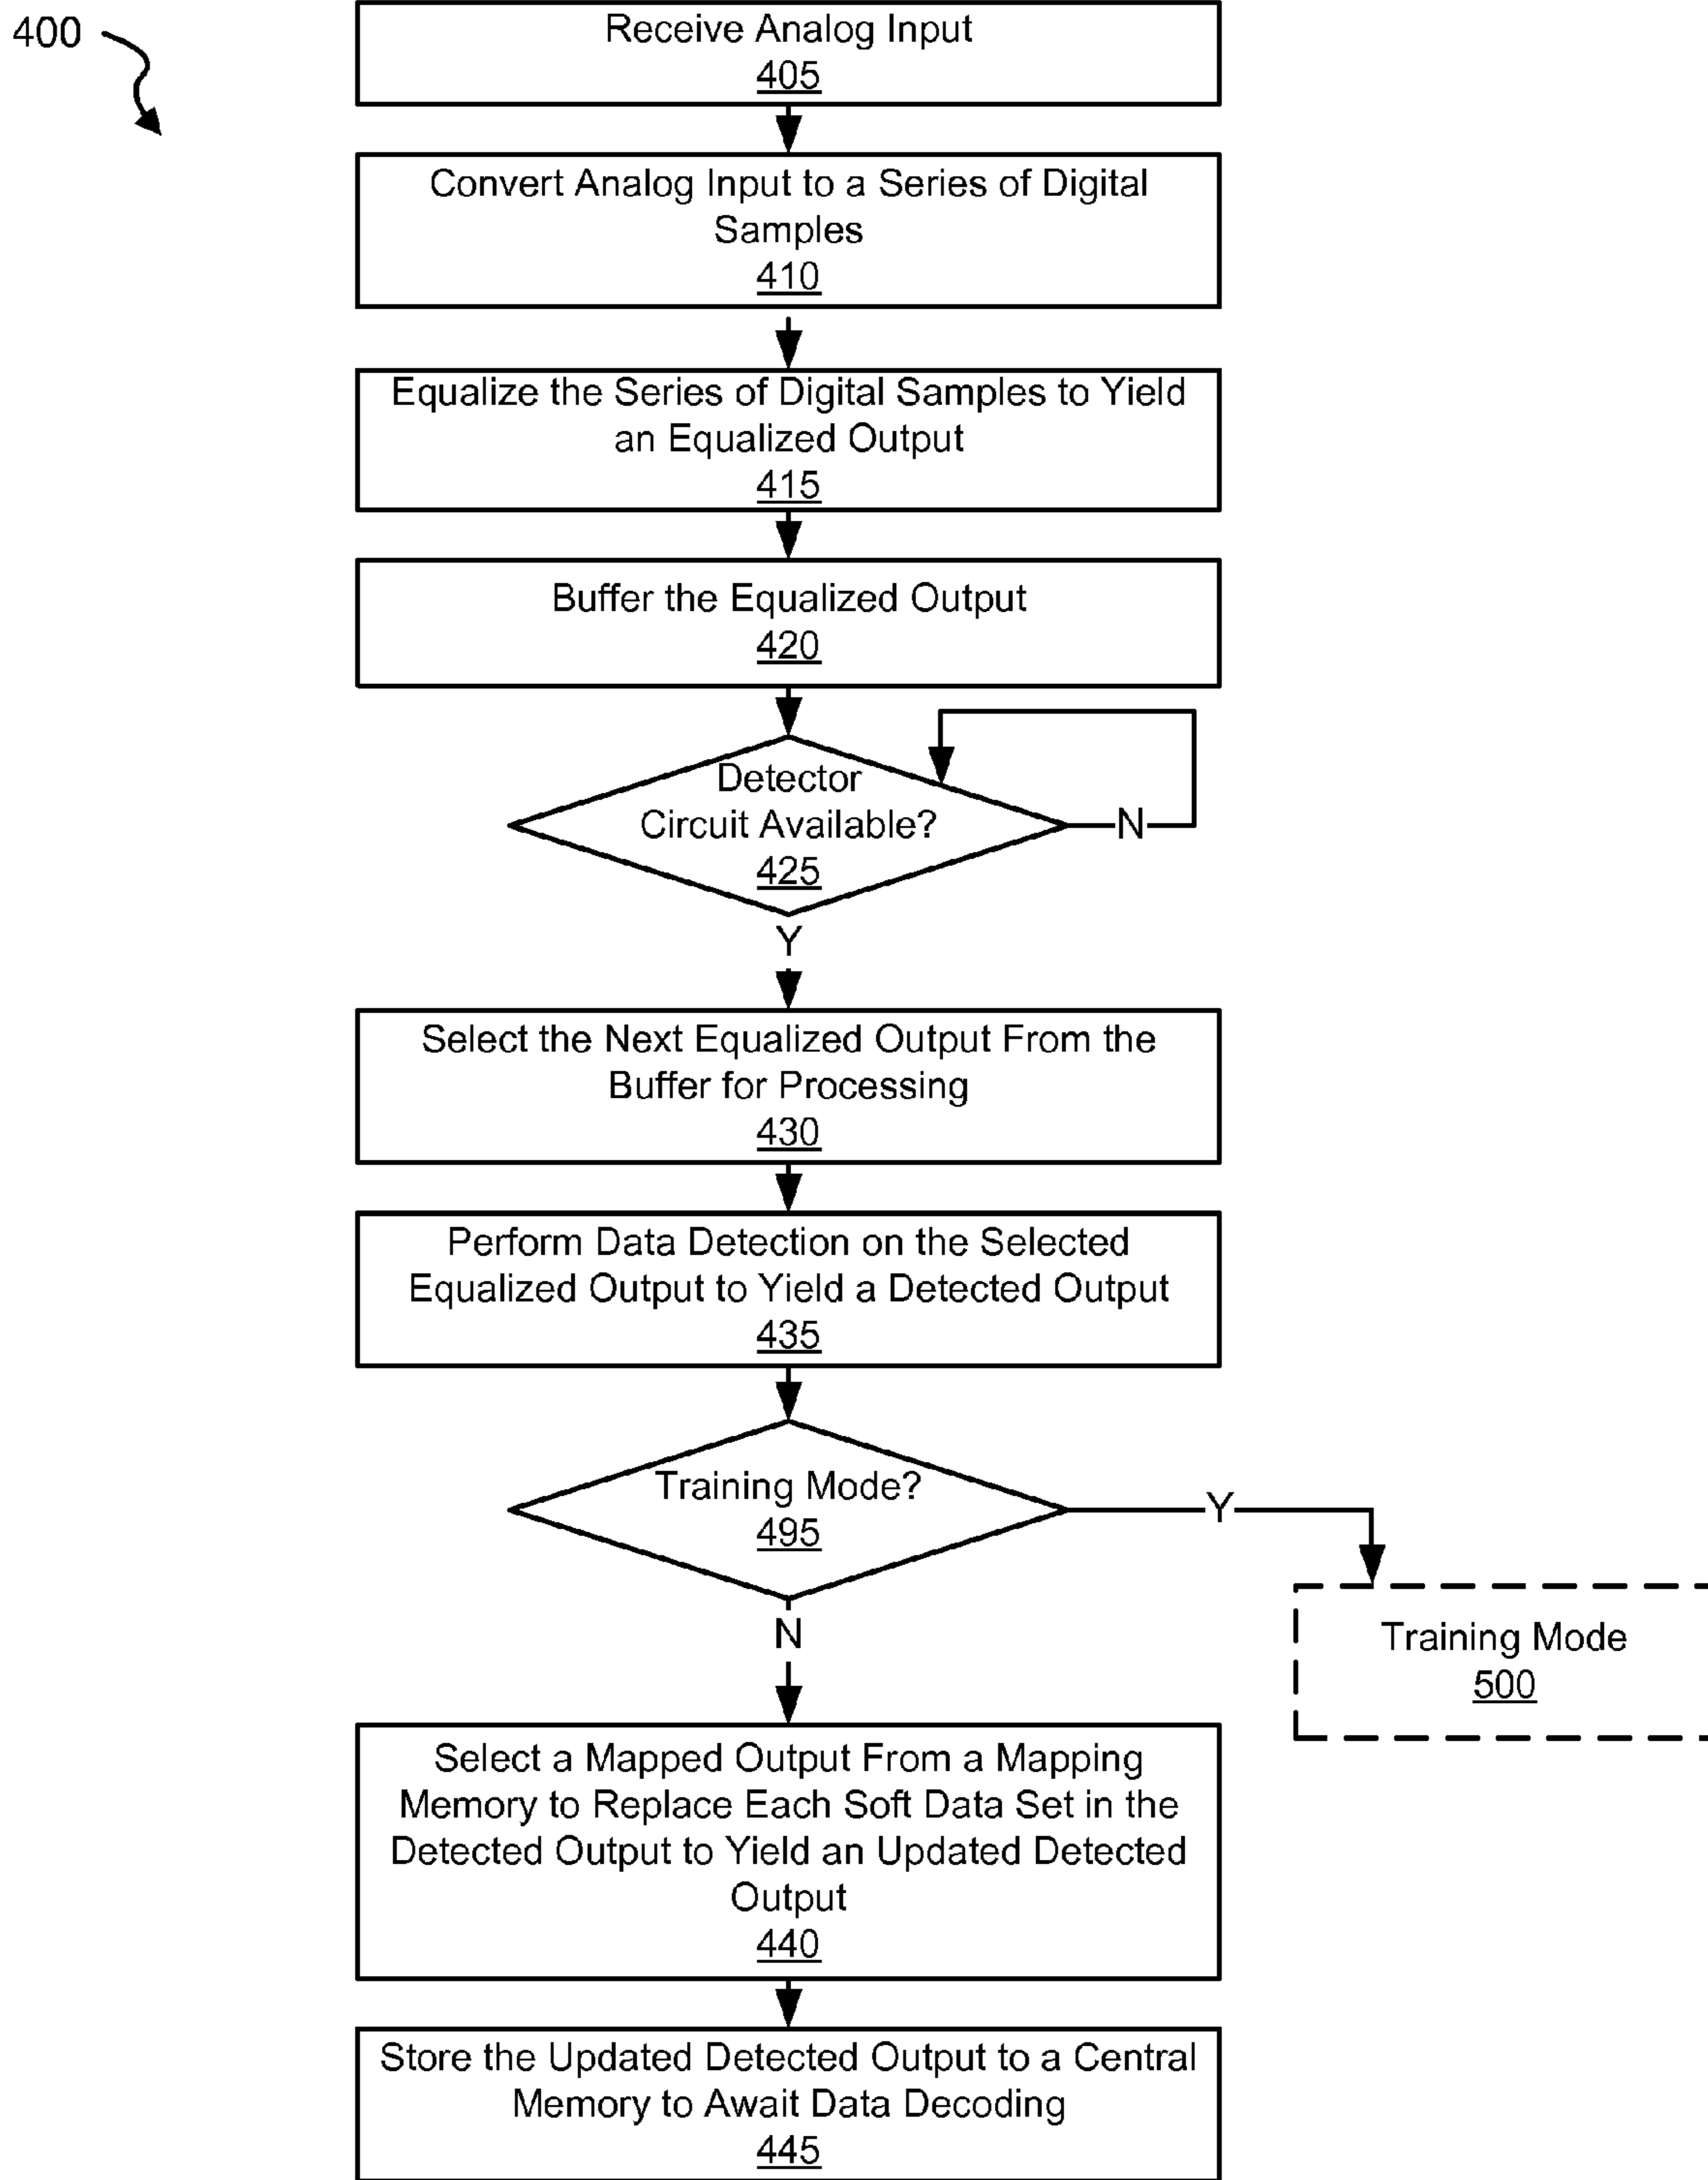 400
Receive Analog Input
405
Convert Analog Input to a Series of Digital
Samples
410
Equalize the Series of Digital Samples to Yield
an Equalized Output
415
Buffer the Equalized Output
420
Detector
Circuit Available?
425
N
Y
Select the Next Equalized Output From the
Buffer for Processing
430
Perform Data Detection on the Selected
Equalized Output to Yield a Detected Output
435
Training Mode?
495
Y
N
Training Mode
500
Select a Mapped Output From a Mapping
Memory to Replace Each Soft Data Set in the
Detected Output to Yield an Updated Detected
Output
440
Store the Updated Detected Output to a Central
Memory to Await Data Decoding
445